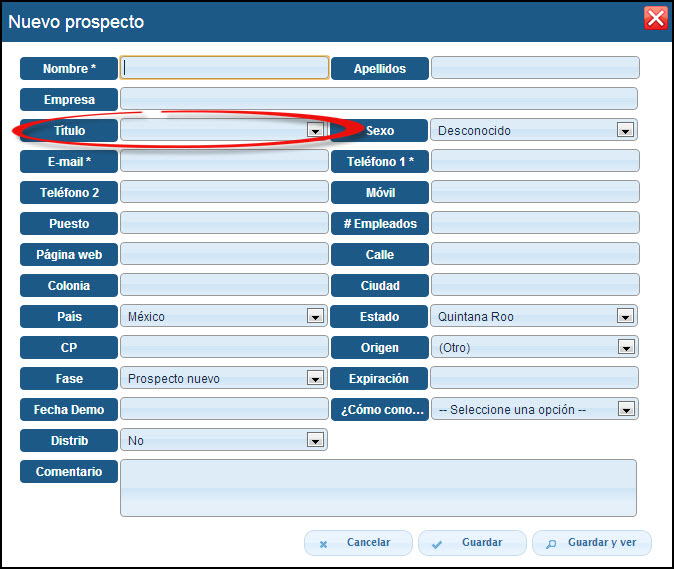 Nuevo prospecto
Nombre * Apellidos
Empresa
Título Sexo Desconocido
E-mail * Teléfono 1 *
Teléfono 2 Móvil
Puesto # Empleados
Página web Calle
Colonia Ciudad
País México Estado Quintana Roo
CP Origen (Otro)
Fase Prospecto nuevo Expiración
Fecha Demo ¿Cómo cono... -- Seleccione una opción --
Distrib No
Comentario
Cancelar Guardar Guardar y ver